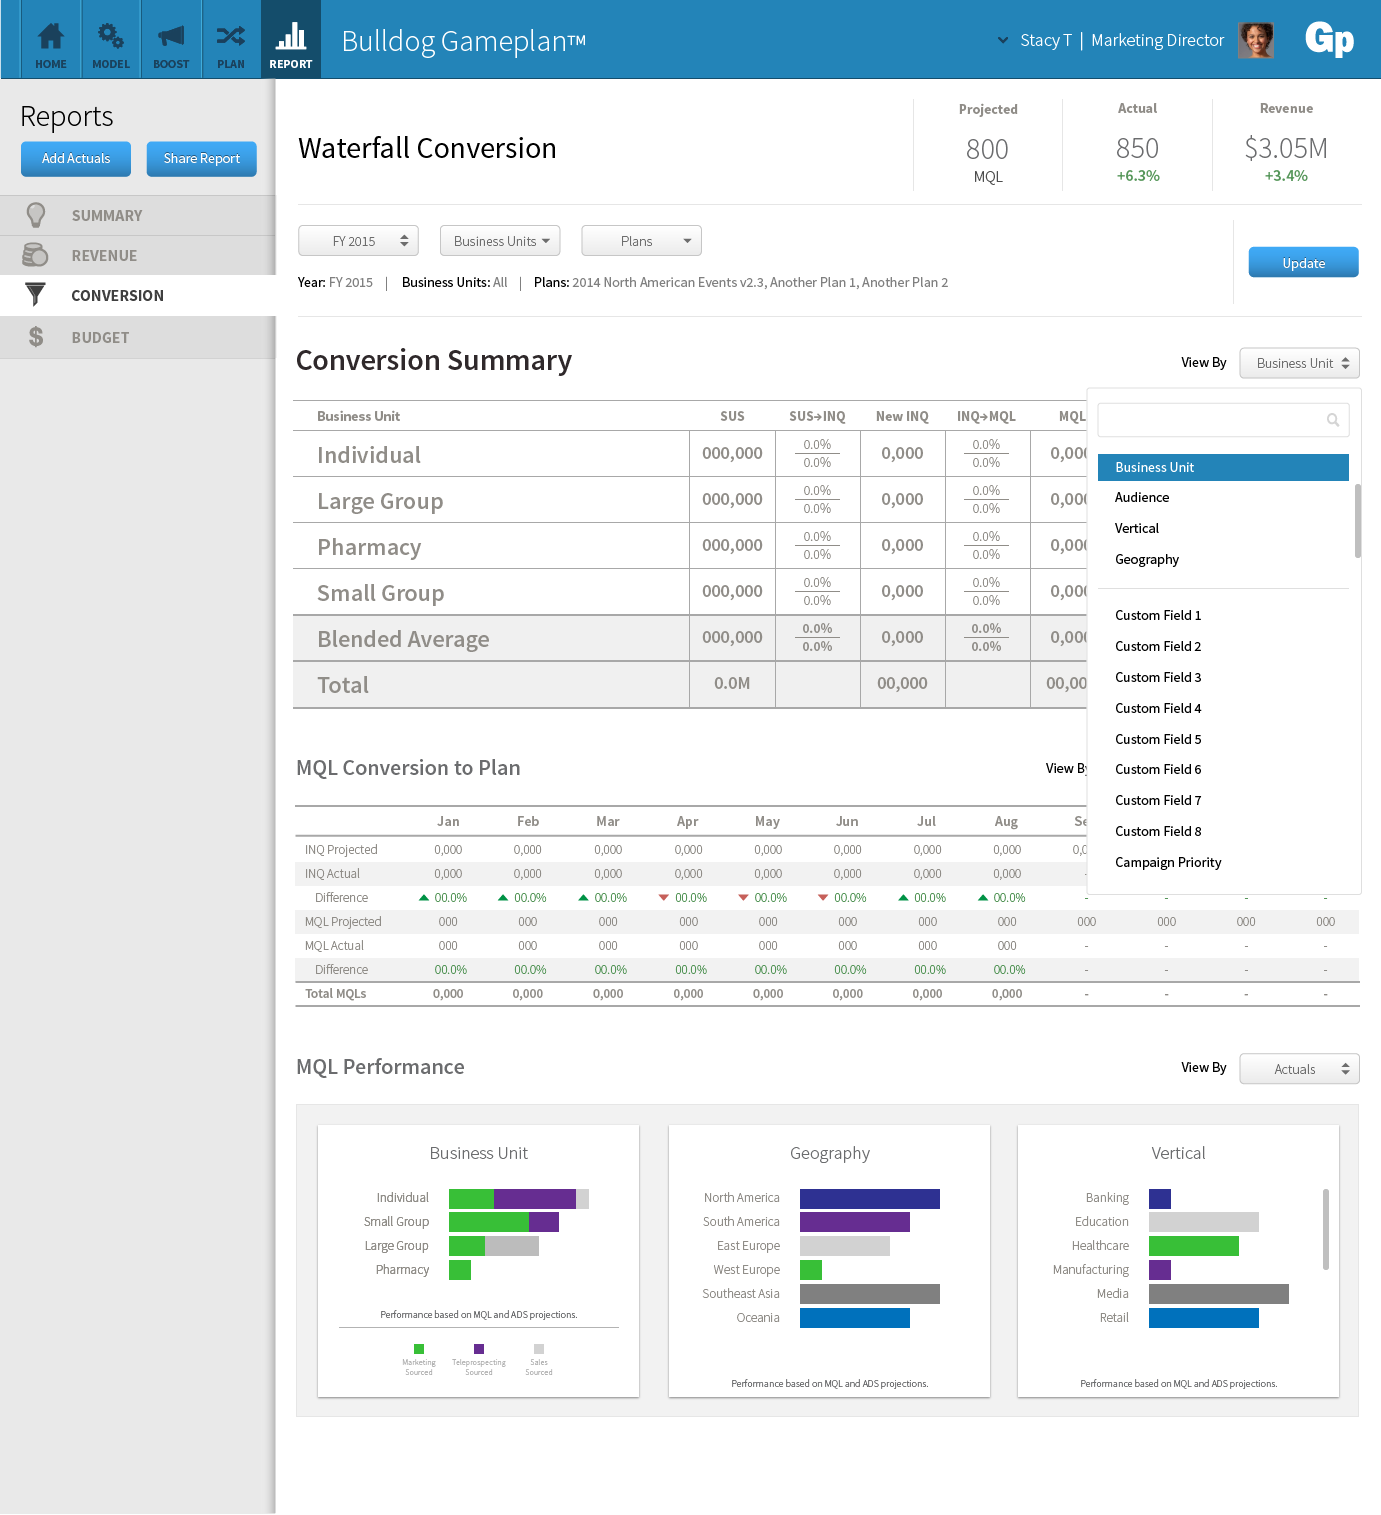 HOME
MODEL
BOOST
PLAN
REPORT
Bulldog Gameplan™
Stacy T | Marketing Director
Gp
Reports
Add Actuals
Share Report
SUMMARY
REVENUE
CONVERSION
BUDGET
Waterfall Conversion
Projected
800
MQL
Actual
850
+6.3%
Revenue
$3.05M
+3.4%
FY 2015
Business Units
Plans
Year: FY 2015 | Business Units: All | Plans: 2014 North American Events v2.3, Another Plan 1, Another Plan 2
Update
Conversion Summary
View By
Business Unit
Business Unit SUS SUS→INQ New INQ INQ→MQL MQL
Individual 000,000 0.0% 0.0% 0,000 0.0% 0.0% 0,000
Large Group 000,000 0.0% 0.0% 0,000 0.0% 0.0% 0,000
Pharmacy 000,000 0.0% 0.0% 0,000 0.0% 0.0% 0,000
Small Group 000,000 0.0% 0.0% 0,000 0.0% 0.0% 0,000
Blended Average 000,000 0.0% 0.0% 0,000 0.0% 0.0% 0,000
Total 0.0M 00,000 00,00
Business Unit
Audience
Vertical
Geography
Custom Field 1
Custom Field 2
Custom Field 3
Custom Field 4
Custom Field 5
Custom Field 6
Custom Field 7
Custom Field 8
Campaign Priority
MQL Conversion to Plan
View By
Jan Feb Mar Apr May Jun Jul Aug Se
INQ Projected 0,000 0,000 0,000 0,000 0,000 0,000 0,000 0,000 0,0
INQ Actual 0,000 0,000 0,000 0,000 0,000 0,000 0,000 0,000 -
Difference 00.0% 00.0% 00.0% 00.0% 00.0% 00.0% 00.0% 00.0% - - - -
MQL Projected 000 000 000 000 000 000 000 000 000 000 000 000
MQL Actual 000 000 000 000 000 000 000 000 - - - -
Difference 00.0% 00.0% 00.0% 00.0% 00.0% 00.0% 00.0% 00.0% - - - -
Total MQLs 0,000 0,000 0,000 0,000 0,000 0,000 0,000 0,000 - - - -
MQL Performance
View By
Actuals
Business Unit
Individual
Small Group
Large Group
Pharmacy
Performance based on MQL and ADS projections.
Marketing Sourced
Teleprospecting Sourced
Sales Sourced
Geography
North America
South America
East Europe
West Europe
Southeast Asia
Oceania
Performance based on MQL and ADS projections.
Vertical
Banking
Education
Healthcare
Manufacturing
Media
Retail
Performance based on MQL and ADS projections.